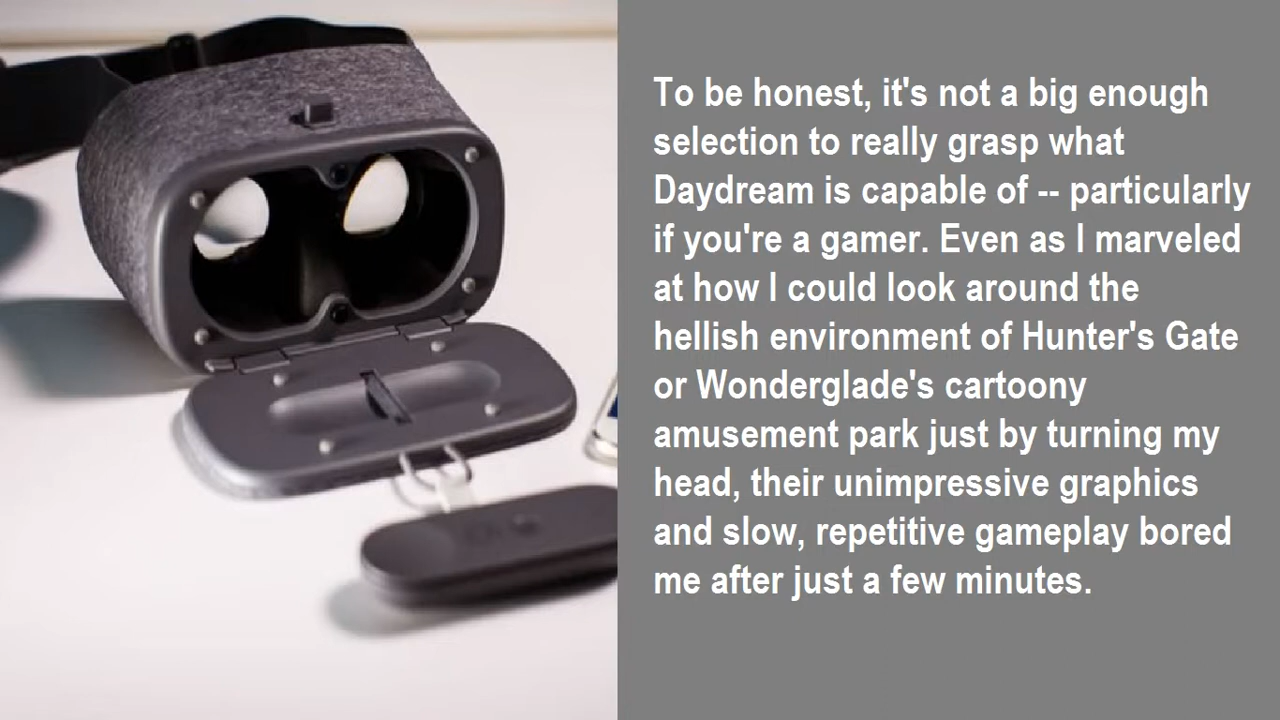 To be honest, it's not a big enough
selection to really grasp what
Daydream is capable of -- particularly
if you're a gamer. Even as I marveled
at how I could look around the
hellish environment of Hunter's Gate
or Wonderglade's cartoony
amusement park just by turning my
head, their unimpressive graphics
and slow, repetitive gameplay bored
me after just a few minutes.